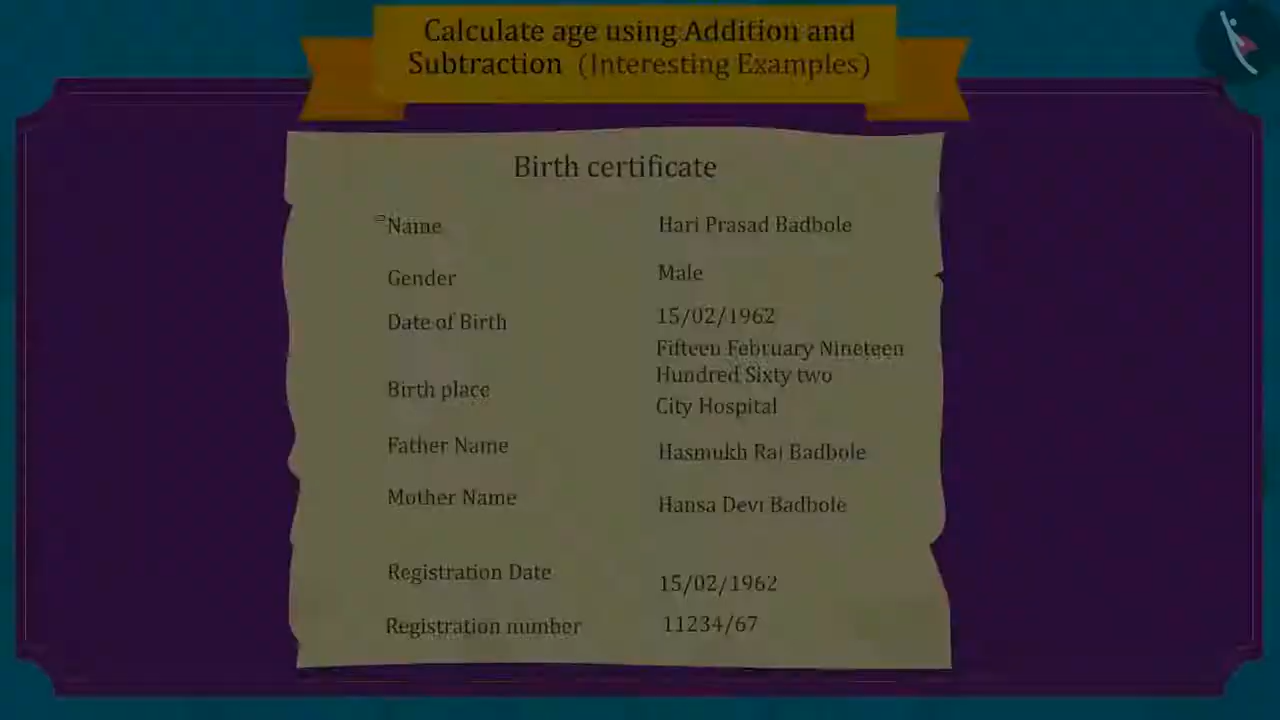 Calculate age using Addition and
Subtraction (Interesting Examples)
Birth certificate
Name Hari Prasad Badbole
Gender Male
Date of Birth 15/02/1962
Fifteen February Nineteen
Hundred Sixty two
Birth place City Hospital
Father Name Hasmukh Rai Badbole
Mother Name Hansa Devi Badbole
Registration Date 15/02/1962
Registration number 11234/67